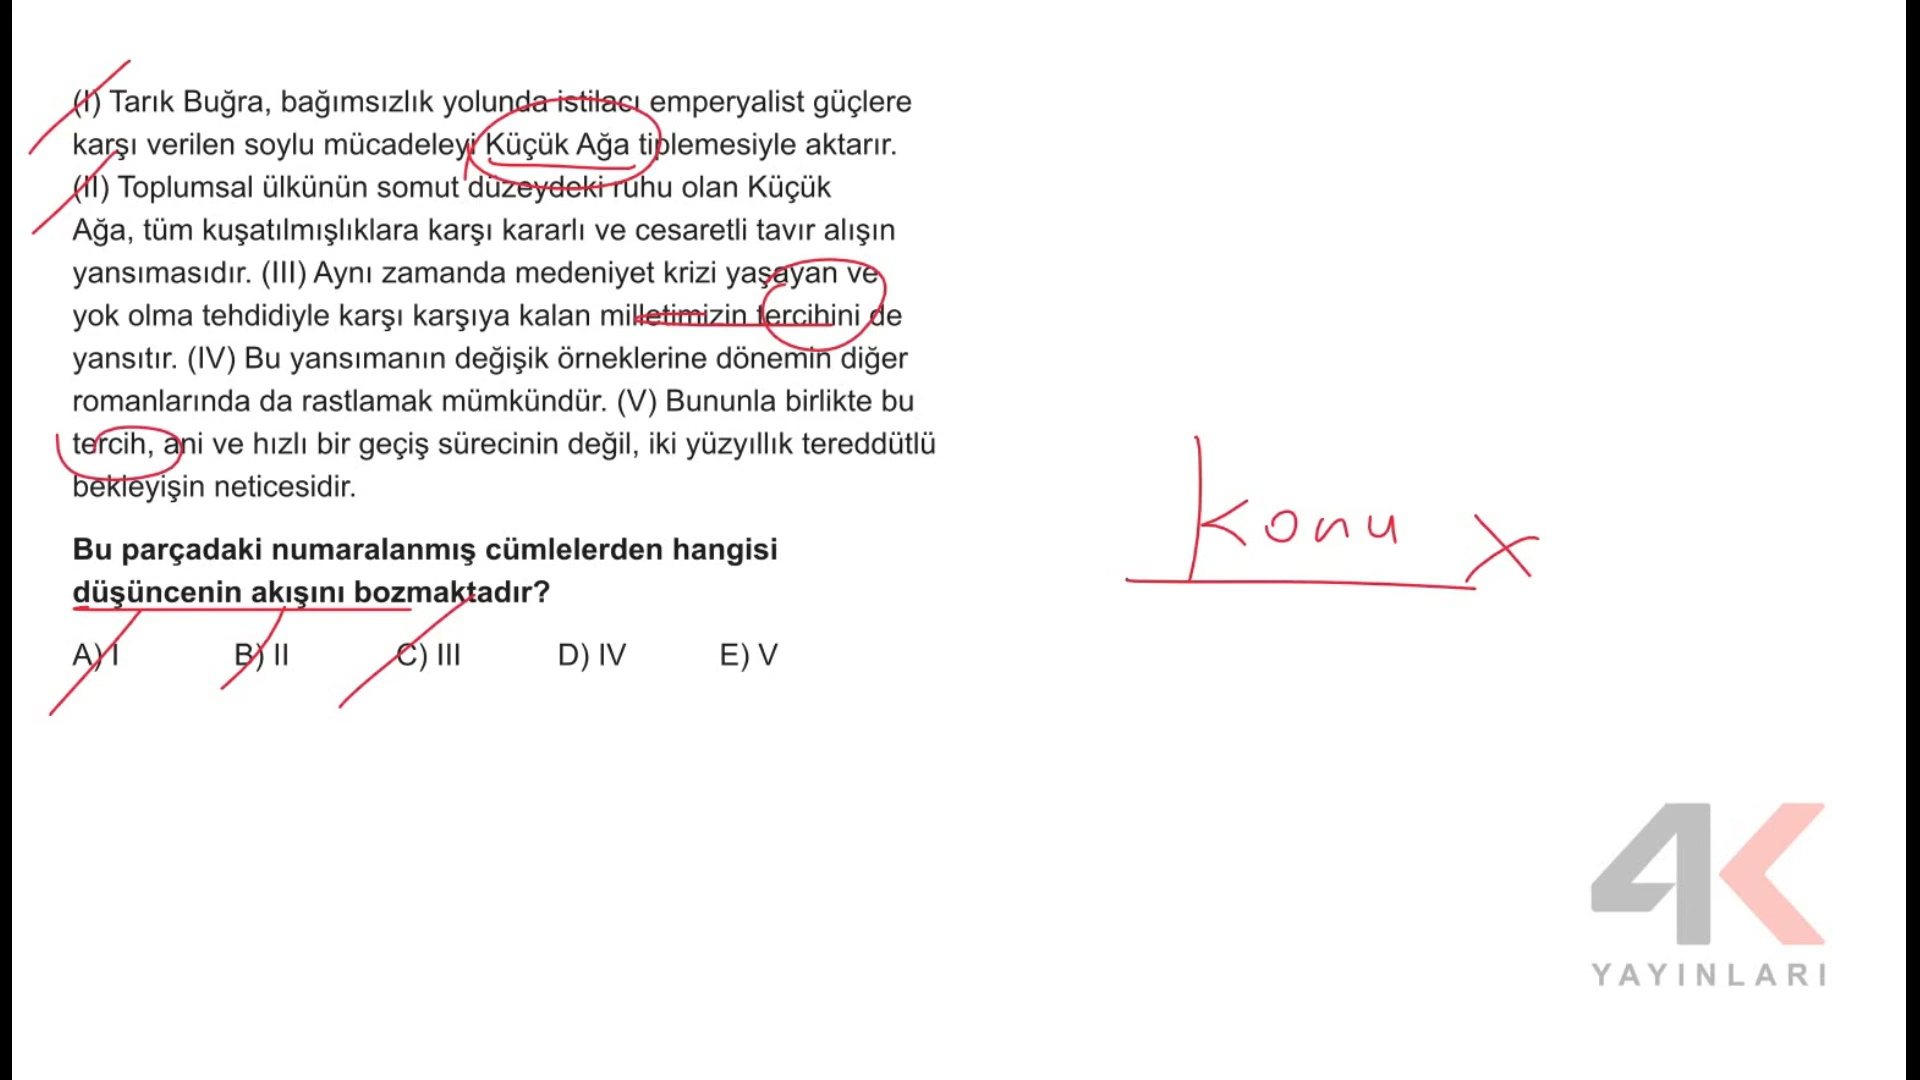 (I) Tarık Buğra, bağımsızlık yolunda istilacı emperyalist güçlere
karşı verilen soylu mücadeleyi Küçük Ağa tiplemesiyle aktarır.
(II) Toplumsal ülkünün somut düzeydeki ruhu olan Küçük
Ağa, tüm kuşatılmışlıklara karşı kararlı ve cesaretli tavır alışın
yansımasıdır. (III) Aynı zamanda medeniyet krizi yaşayan ve
yok olma tehdidiyle karşı karşıya kalan milletimizin tercihini de
yansıtır. (IV) Bu yansımanın değişik örneklerine dönemin diğer
romanlarında da rastlamak mümkündür. (V) Bununla birlikte bu
tercih, ani ve hızlı bir geçiş sürecinin değil, iki yüzyıllık tereddütlü
bekleyişin neticesidir.
Bu parçadaki numaralanmış cümlelerden hangisi
düşüncenin akışını bozmaktadır?
A) I B) II C) III D) IV E) V
Konu X
4K
YAYINLARI